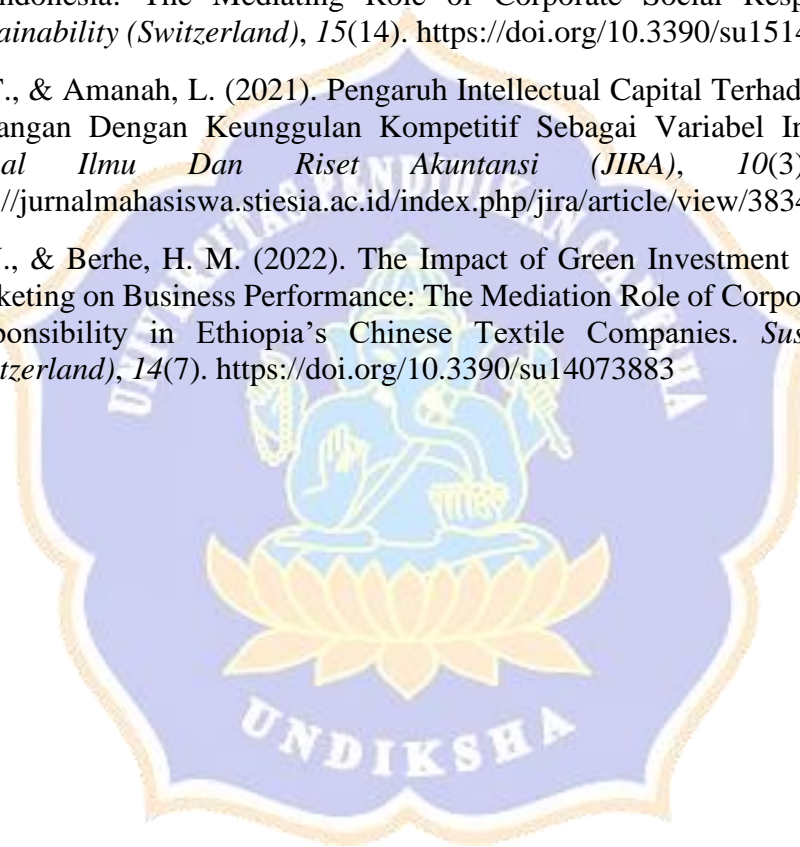 Indonesia: The Mediating Role of Corporate Social Resp
ainability (Switzerland), 15(14). https://doi.org/10.3390/su1514
., & Amanah, L. (2021). Pengaruh Intellectual Capital Terhad
angan Dengan Keunggulan Kompetitif Sebagai Variabel In
al Ilmu Dan Riset Akuntansi (JIRA), 10(3)
://jurnalmahasiswa.stiesia.ac.id/index.php/jira/article/view/3834
., & Berhe, H. M. (2022). The Impact of Green Investment
keting on Business Performance: The Mediation Role of Corpo
ponsibility in Ethiopia’s Chinese Textile Companies. Sus
tzerland), 14(7). https://doi.org/10.3390/su14073883
UNIVERSITAS PENDIDIKAN GANESHA
UNDIKSHA